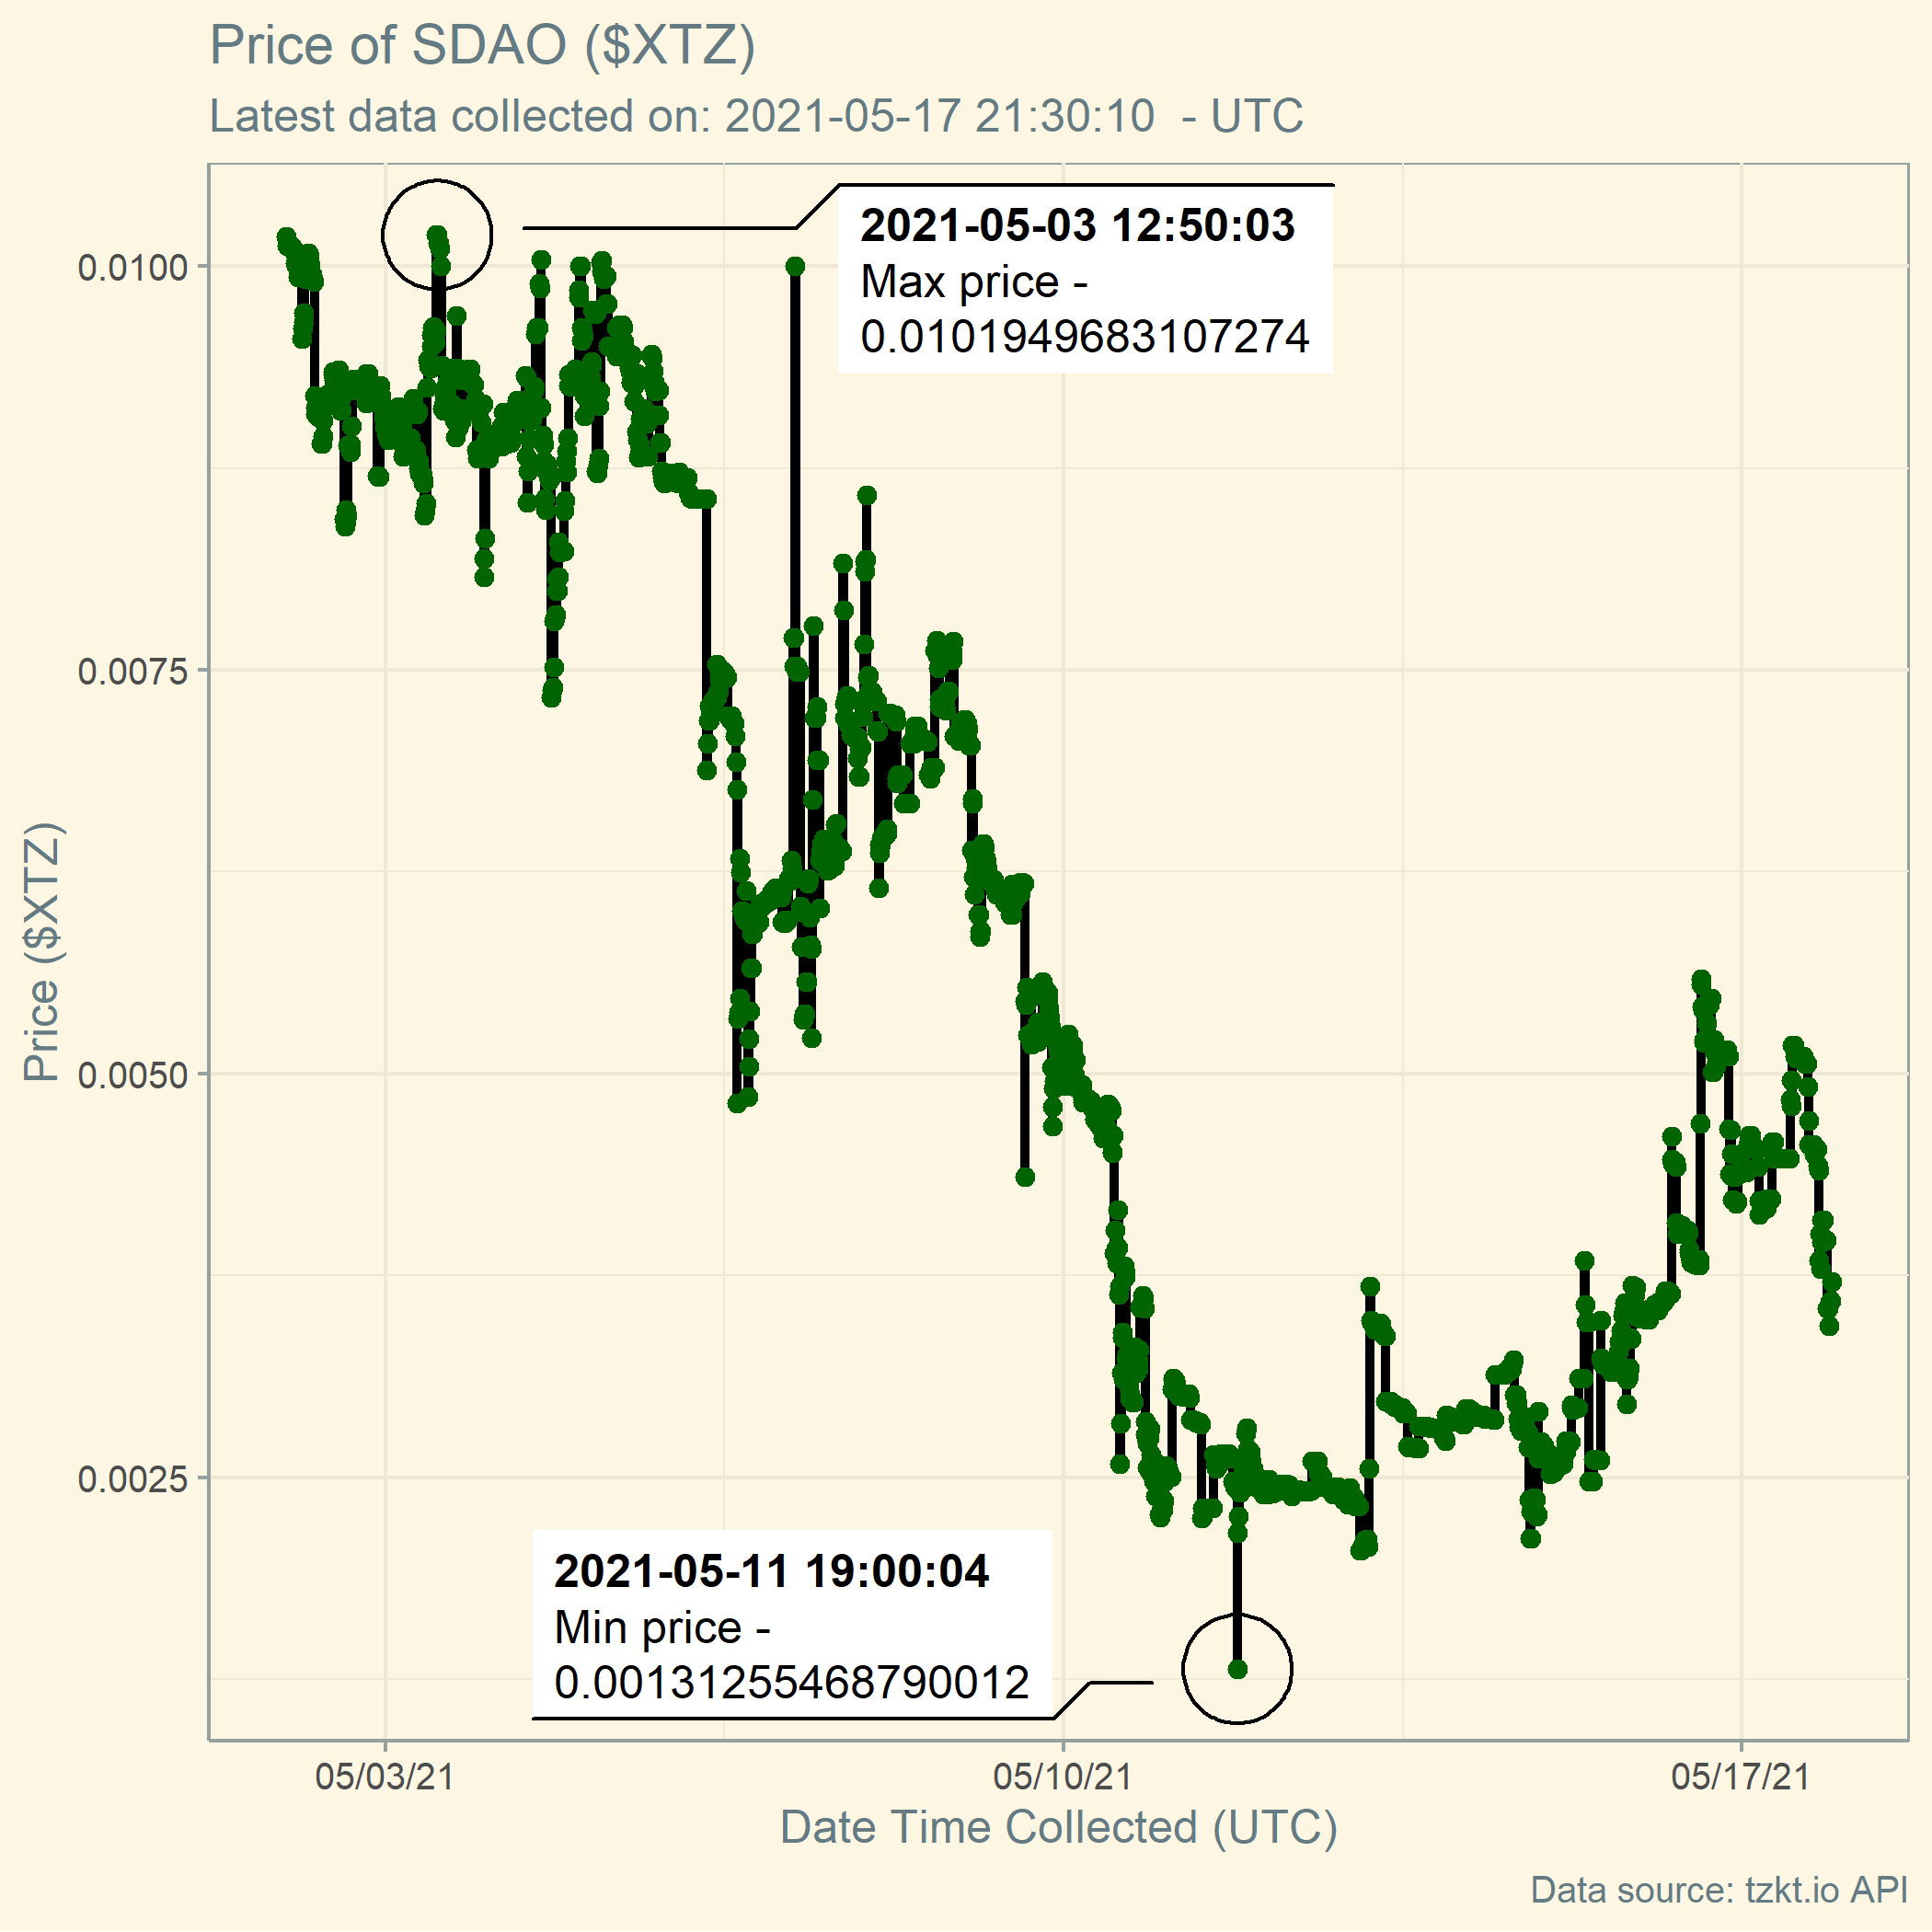 Price of SDAO ($XTZ)
Latest data collected on: 2021-05-17 21:30:10  - UTC
2021-05-03 12:50:03
Max price -
0.0101949683107274
0.0100
0.0075
0.0050
0.0025
Price ($XTZ)
2021-05-11 19:00:04
Min price -
0.00131255468790012
05/03/21
05/10/21
05/17/21
Date Time Collected (UTC)
Data source: tzkt.io API